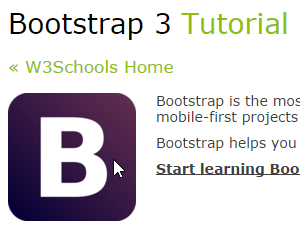 Bootstrap 3 Tutorial
« W3Schools Home
B
Bootstrap is the mos
mobile-first projects
Bootstrap helps you
Start learning Boo